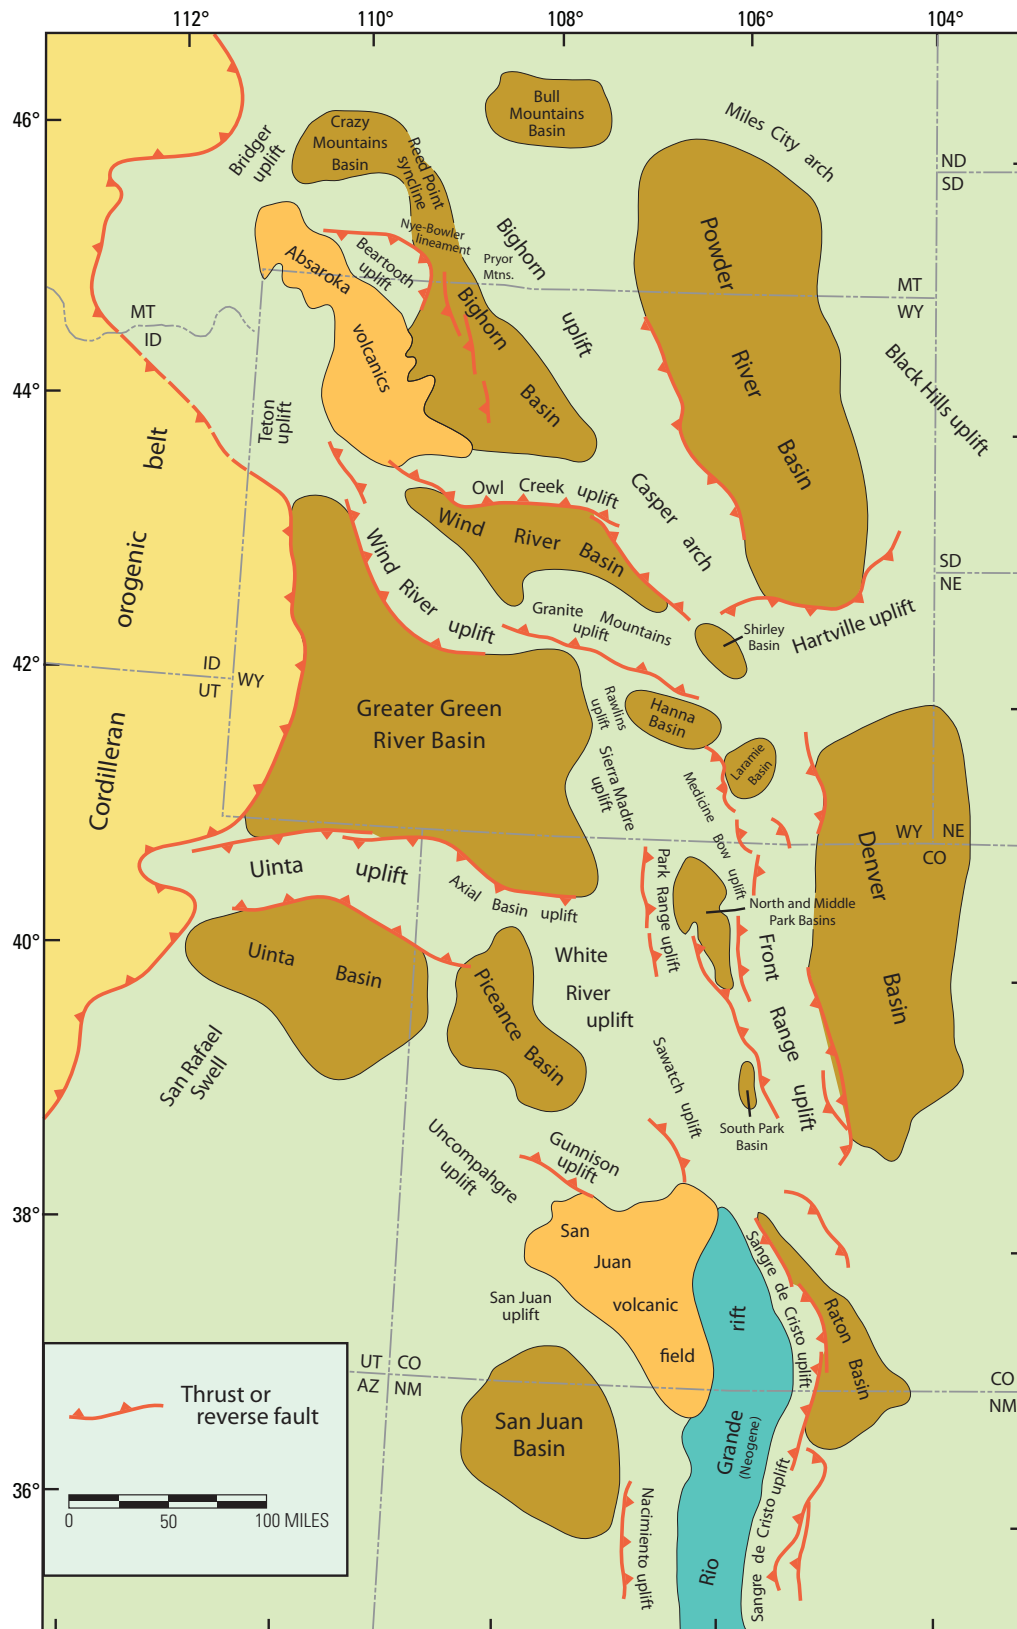 112° 110° 108° 106° 104°
46°
44°
42°
40°
38°
36°
Bull
Mountains
Basin
Crazy
Mountains
Basin
Miles City arch
Bridger
uplift
Reed Point
syncline
ND
SD
Nye-Bowler
lineament
Beartooth
uplift
Pryor
Mtns.
Bighorn
uplift
Absaroka
volcanics
Powder
River
Basin
MT
WY
MT
ID
Bighorn
Basin
Black Hills uplift
Teton
uplift
Cordilleran orogenic belt
Owl Creek uplift
Casper
arch
Wind River Basin
Wind River uplift
SD
NE
Granite Mountains
uplift
Shirley
Basin
Hartville uplift
ID
UT
WY
Greater Green
River Basin
Rawlins
uplift
Hanna
Basin
Sierra Madre
uplift
Laramie
Basin
Medicine Bow uplift
WY NE
CO
Denver
Basin
Uinta uplift
Axial Basin uplift
Park Range uplift
North and Middle
Park Basins
Front Range uplift
Uinta Basin
White
River
uplift
Piceance Basin
San Rafael
Swell
Sawatch uplift
South Park
Basin
Uncompahgre
uplift
Gunnison
uplift
San
Juan
volcanic
field
San Juan
uplift
Sangre de Cristo uplift
Raton
Basin
Rio Grande rift
(Neogene)
UT CO
AZ NM
CO
NM
San Juan
Basin
Nacimiento uplift
Sangre de Cristo uplift
Thrust or
reverse fault
0 50 100 MILES